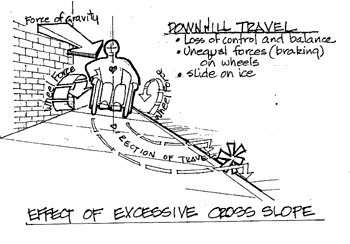 Force of Gravity
DOWNHILL TRAVEL
• Loss of control and balance
• Unequal forces (braking)
on wheels
• slide on ice
Wheel Force
Wheel
DIRECTION OF TRAVEL
EFFECT OF EXCESSIVE CROSS SLOPE